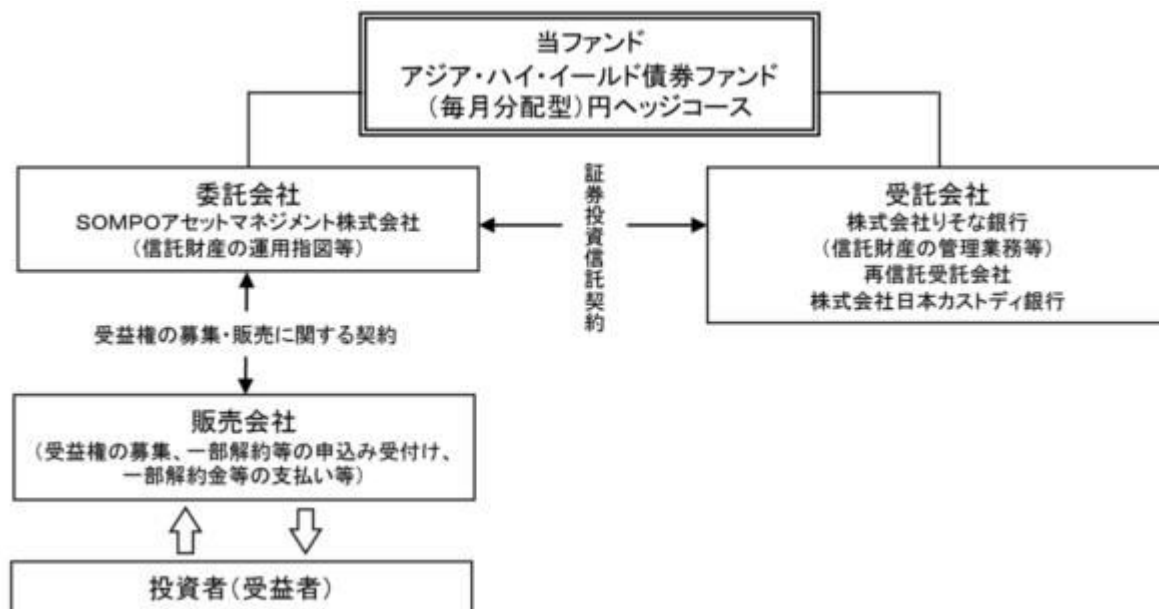 当ファンド
アジア・ハイ・イールド債券ファンド
(毎月分配型)円ヘッジコース
委託会社
SOMPOアセットマネジメント株式会社
(信託財産の運用指図等)
証券投資信託契約
受託会社
株式会社りそな銀行
(信託財産の管理業務等)
再信託受託会社
株式会社日本カストディ銀行
受益権の募集・販売に関する契約
販売会社
(受益権の募集、一部解約等の申込み受付け、
一部解約金等の支払い等)
投資者(受益者)